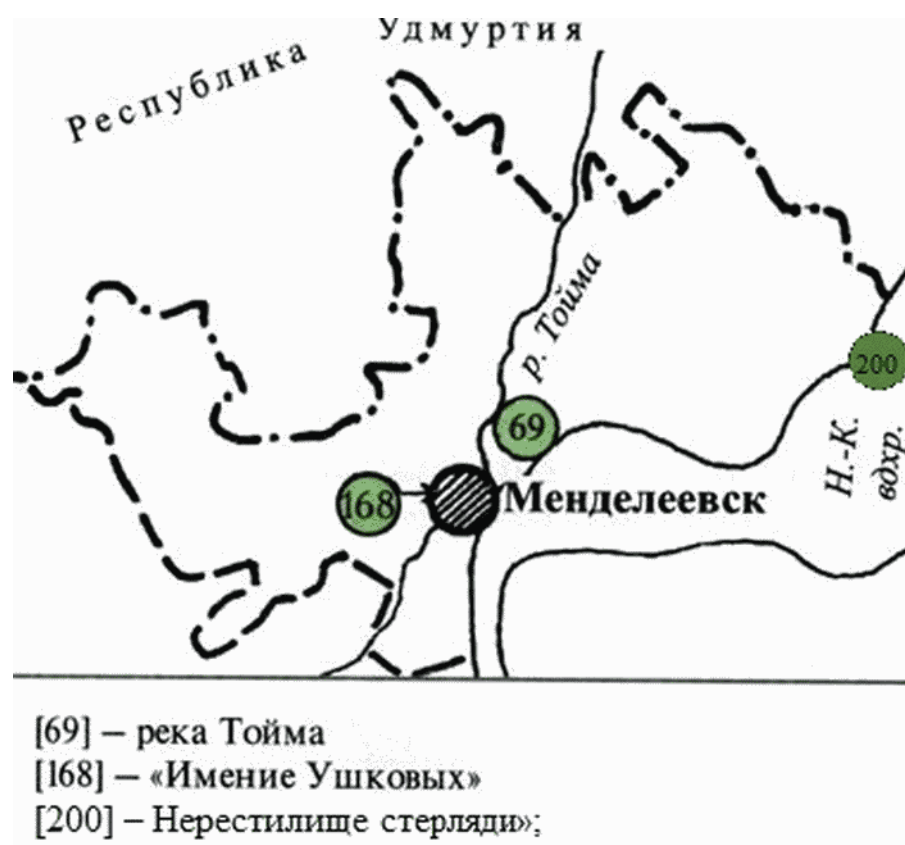 Удмуртия
Республика
р. Тойма
200
69
Н.-К.
вдхр.
168
Менделеевск
[69] – река Тойма
[168] – «Имение Ушковых»
[200] – Нерестилище стерляди»;